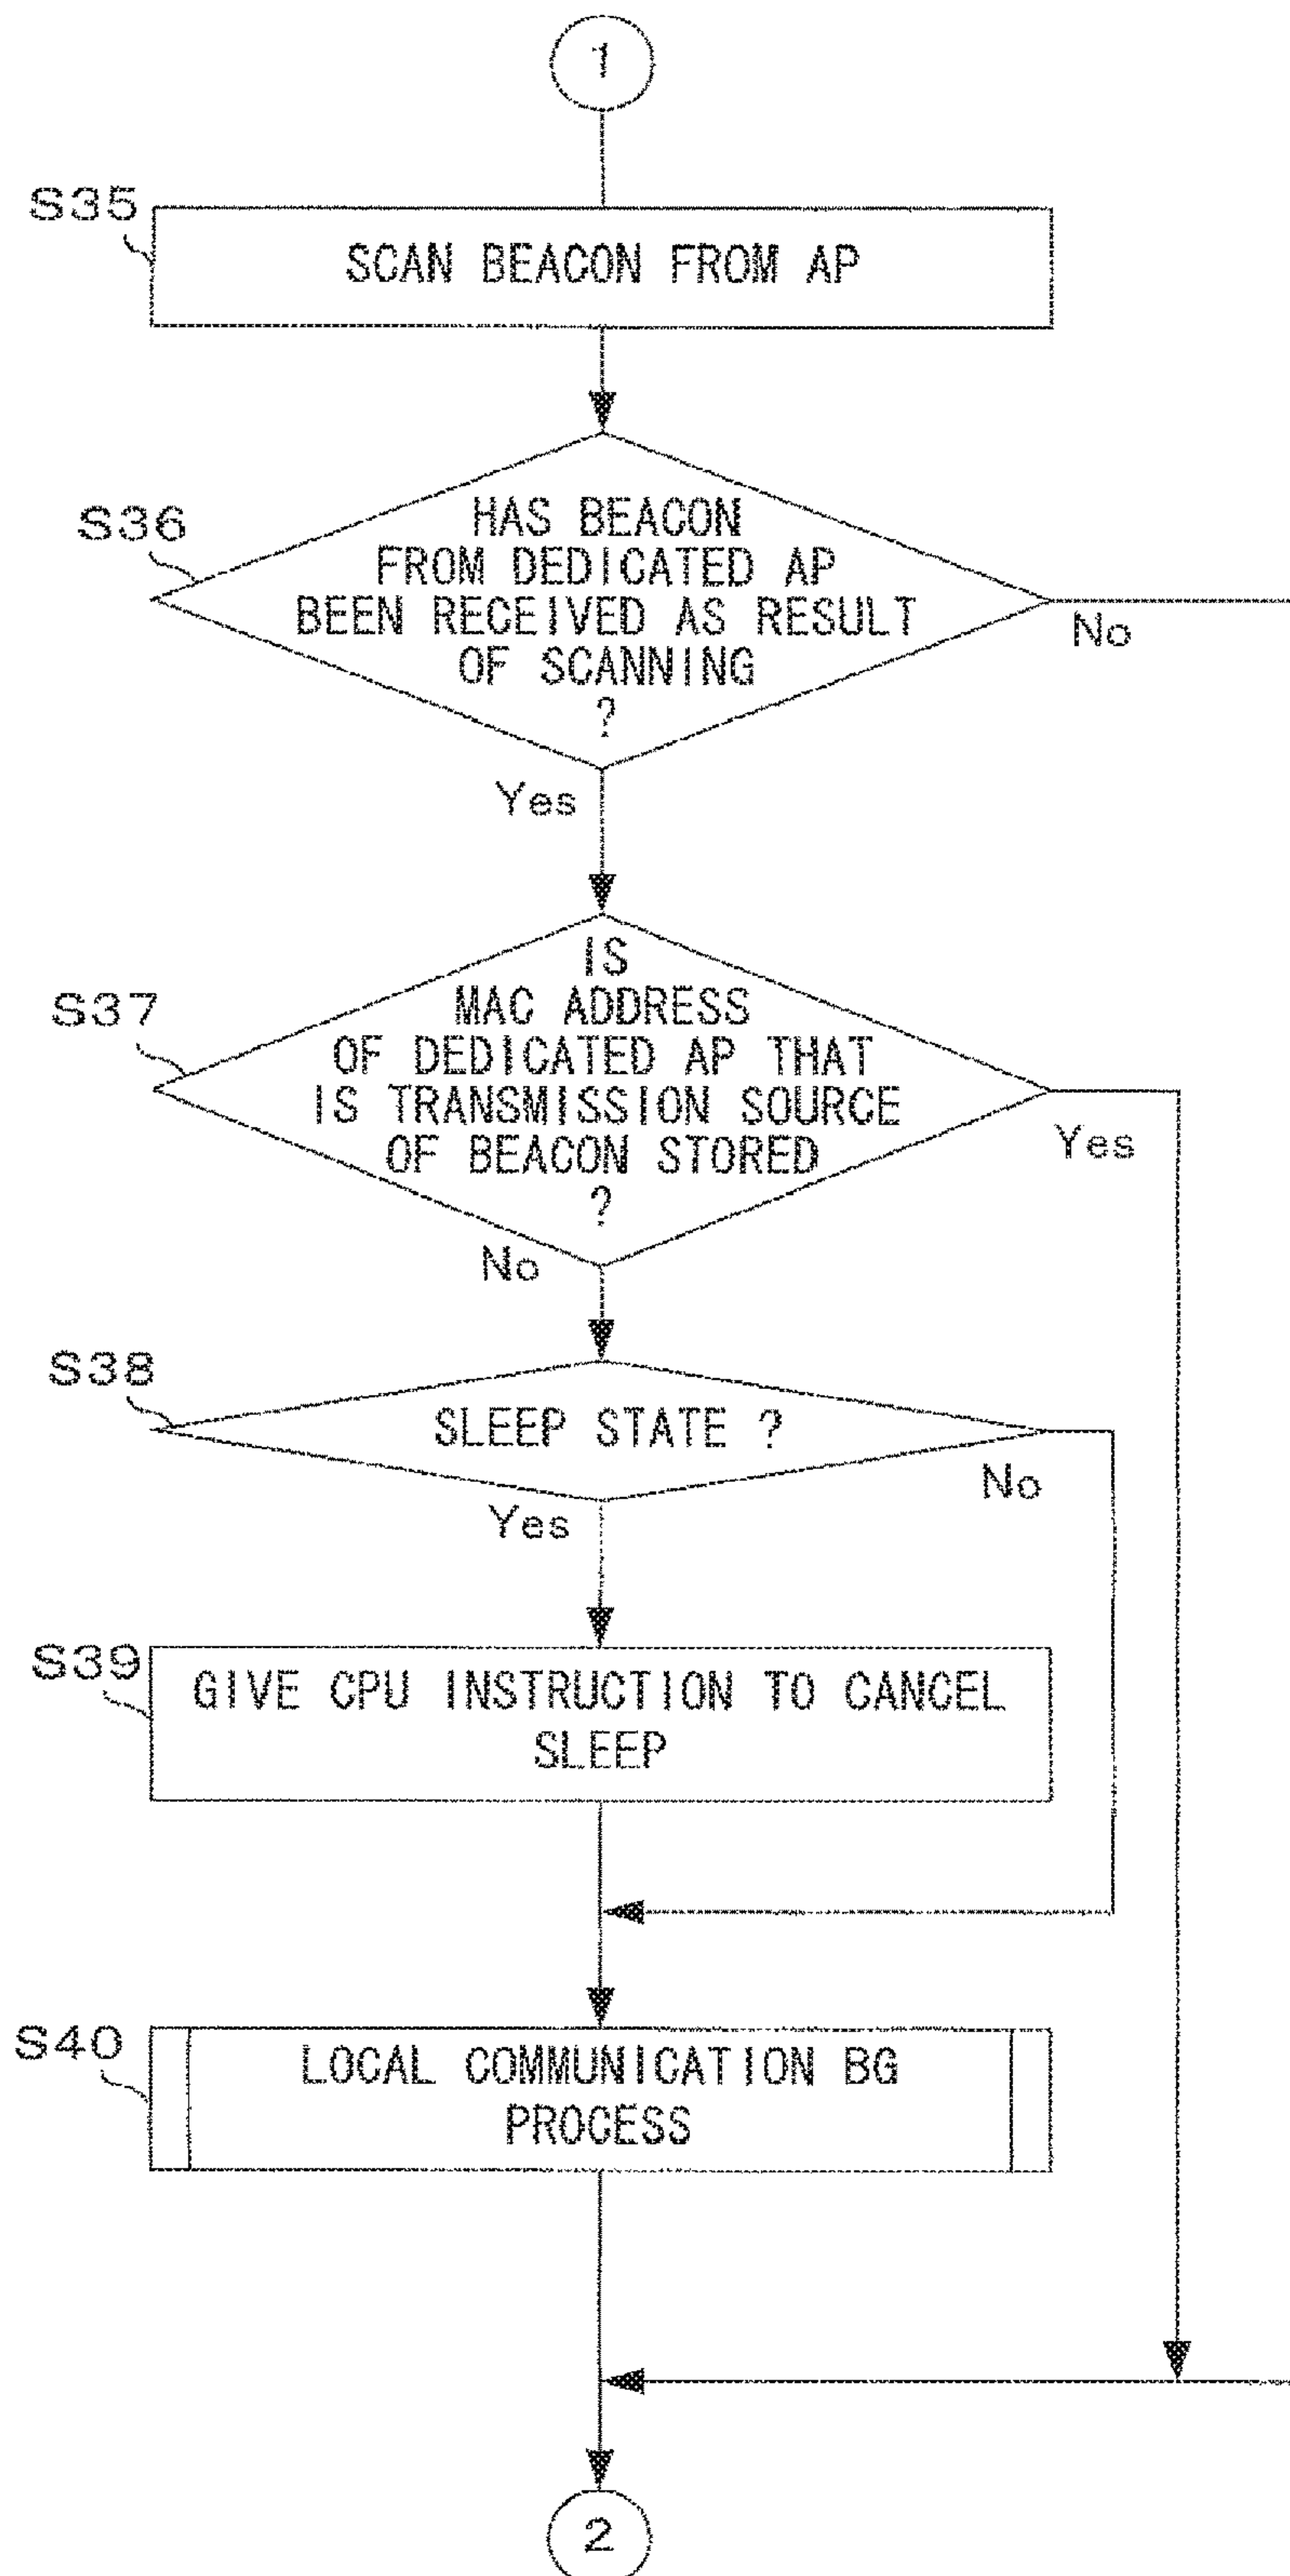 1
S35
SCAN BEACON FROM AP
S36
HAS BEACON
FROM DEDICATED AP
BEEN RECEIVED AS RESULT
OF SCANNING
?
No
Yes
S37
IS
MAC ADDRESS
OF DEDICATED AP THAT
IS TRANSMISSION SOURCE
OF BEACON STORED
?
Yes
No
S38
SLEEP STATE ?
No
Yes
S39
GIVE CPU INSTRUCTION TO CANCEL
SLEEP
S40
LOCAL COMMUNICATION BG
PROCESS
2